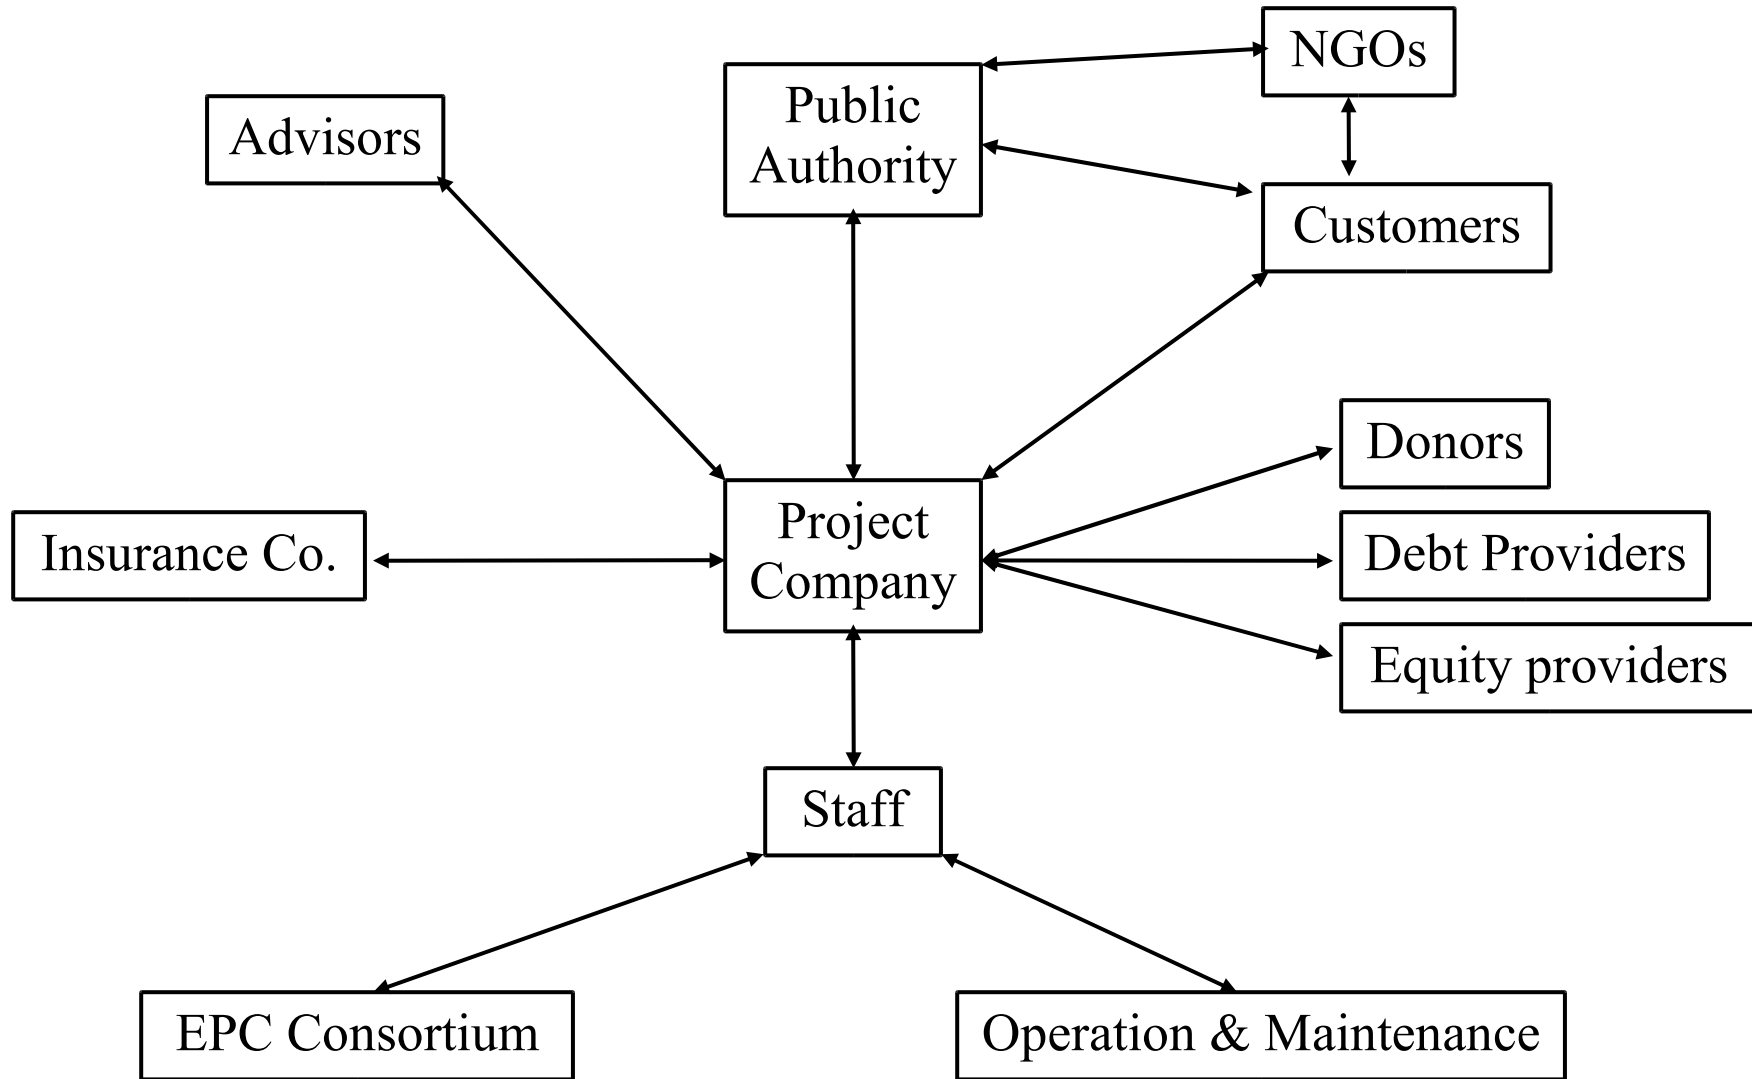 NGOs
Public
Authority
Advisors
Customers
Donors
Project
Company
Insurance Co.
Debt Providers
Equity providers
Staff
EPC Consortium
Operation & Maintenance